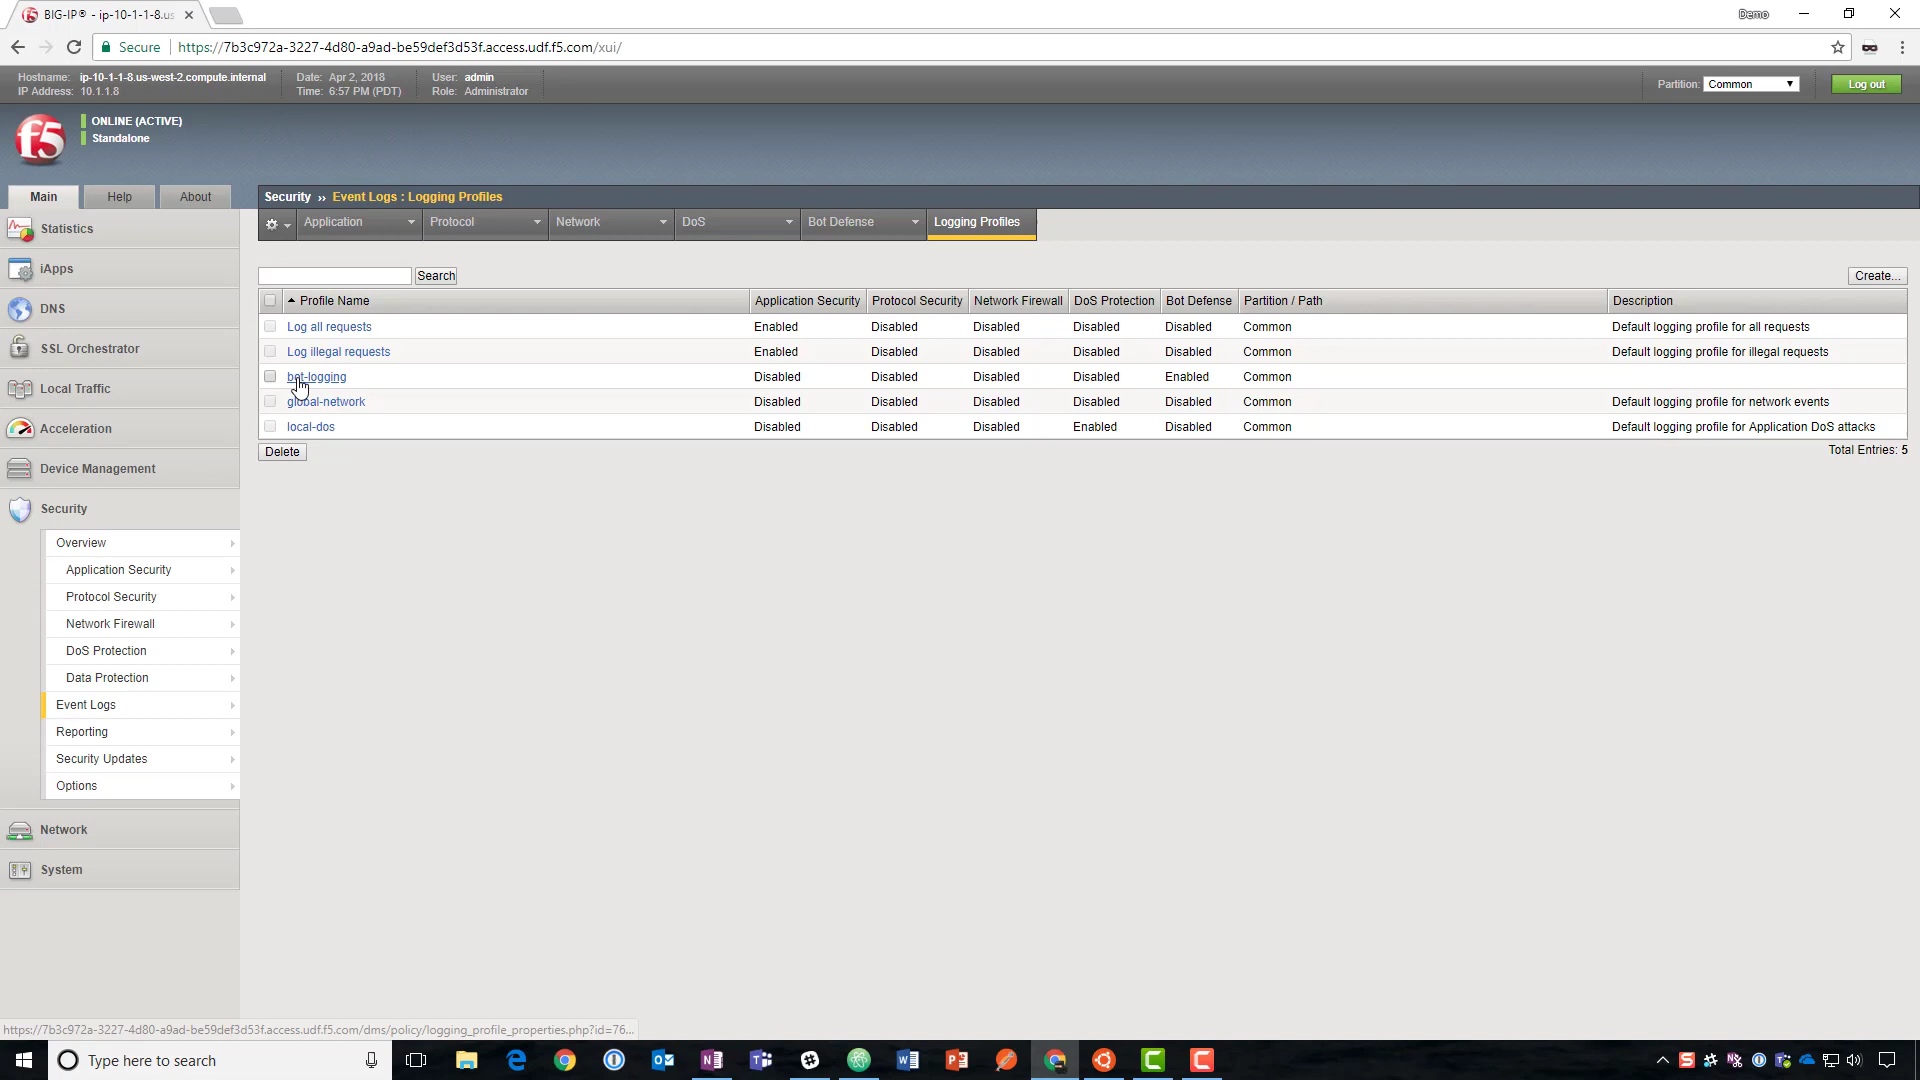 BIG-IP® - ip-10-1-1-8.us
Demo
Secure
https://7b3c972a-3227-4d80-a9ad-be59def3d53f.access.udf.f5.com/xui/
Hostname: ip-10-1-1-8.us-west-2.compute.internal
Date: Apr 2, 2018
User: admin
IP Address: 10.1.1.8
Time: 6:57 PM (PDT)
Role: Administrator
Partition: Common
Log out
f5
ONLINE (ACTIVE)
Standalone
Main
Help
About
Security ›› Event Logs : Logging Profiles
Application
Protocol
Network
DoS
Bot Defense
Logging Profiles
Statistics
iApps
DNS
SSL Orchestrator
Local Traffic
Acceleration
Device Management
Security
Overview
Application Security
Protocol Security
Network Firewall
DoS Protection
Data Protection
Event Logs
Reporting
Security Updates
Options
Network
System
Search
Create...
Profile Name Application Security Protocol Security Network Firewall DoS Protection Bot Defense Partition / Path Description
Log all requests Enabled Disabled Disabled Disabled Disabled Common Default logging profile for all requests
Log illegal requests Enabled Disabled Disabled Disabled Disabled Common Default logging profile for illegal requests
bot-logging Disabled Disabled Disabled Disabled Enabled Common
global-network Disabled Disabled Disabled Disabled Disabled Common Default logging profile for network events
local-dos Disabled Disabled Disabled Enabled Disabled Common Default logging profile for Application DoS attacks
Delete
Total Entries: 5
https://7b3c972a-3227-4d80-a9ad-be59def3d53f.access.udf.f5.com/dms/policy/logging_profile_properties.php?id=76...
Type here to search